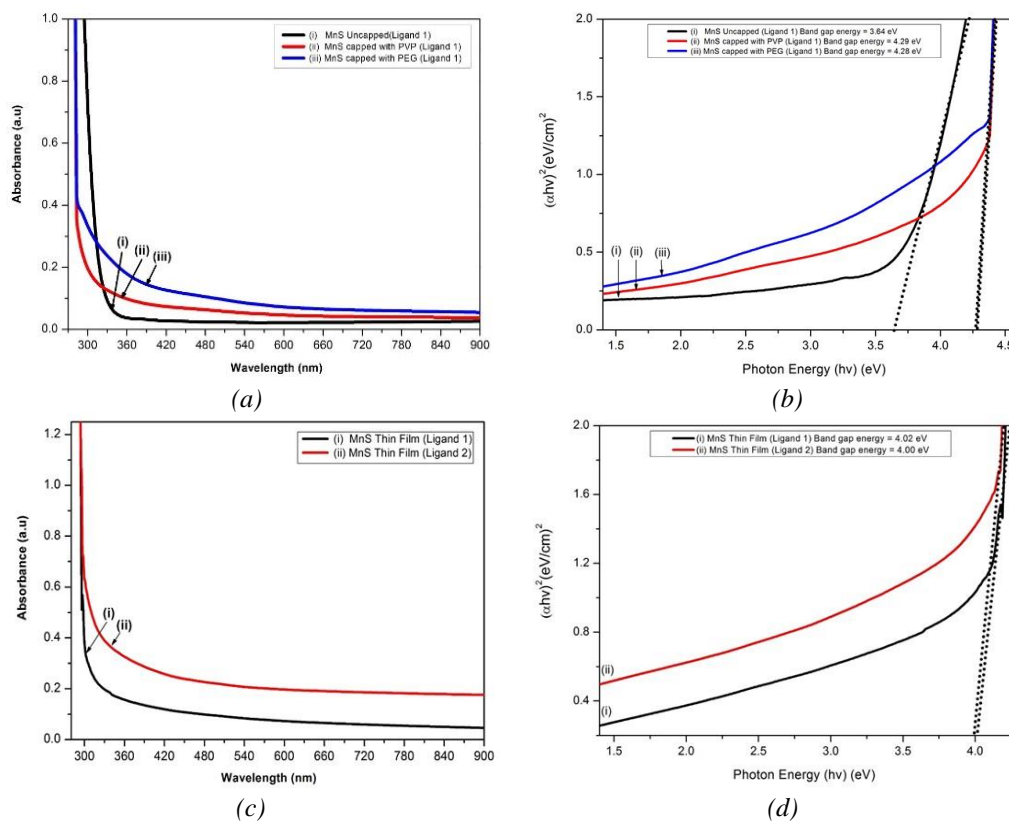 (i) MnS Uncapped(Ligand 1)
(ii) MnS capped with PVP (Ligand 1)
(iii) MnS capped with PEG (Ligand 1)
1.0
0.8
0.6
0.4
0.2
0.0
Absorbance (a.u)
(i)
(ii)
(iii)
300 360 420 480 540 600 660 720 780 840 900
Wavelength (nm)
(a)
(i) MnS Uncapped (Ligand 1) Band gap energy = 3.64 eV
(ii) MnS capped with PVP (Ligand 1) Band gap energy = 4.29 eV
(iii) MnS capped with PEG (Ligand 1) Band gap energy = 4.28 eV
2.0
1.5
1.0
0.5
0.0
(αhv)²(eV/cm)²
(i)
(ii)
(iii)
1.5 2.0 2.5 3.0 3.5 4.0 4.5
Photon Energy (hv) (eV)
(b)
(i) MnS Thin Film (Ligand 1)
(ii) MnS Thin Film (Ligand 2)
1.2
1.0
0.8
0.6
0.4
0.2
0.0
Absorbance (a.u)
(i)
(ii)
300 360 420 480 540 600 660 720 780 840 900
Wavelength (nm)
(c)
(i) MnS Thin Film (Ligand 1) Band gap energy = 4.02 eV
(ii) MnS Thin Film (Ligand 2) Band gap energy = 4.00 eV
2.0
1.6
1.2
0.8
0.4
(αhv)²(eV/cm)²
(ii)
(i)
1.5 2.0 2.5 3.0 3.5 4.0
Photon Energy (hv) (eV)
(d)